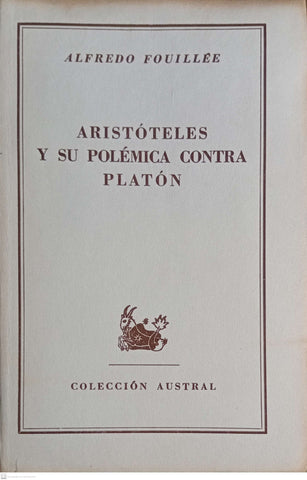 ALFREDO FOUILLÉE
ARISTÓTELES
Y SU POLÉMICA CONTRA
PLATÓN
COLECCIÓN AUSTRAL